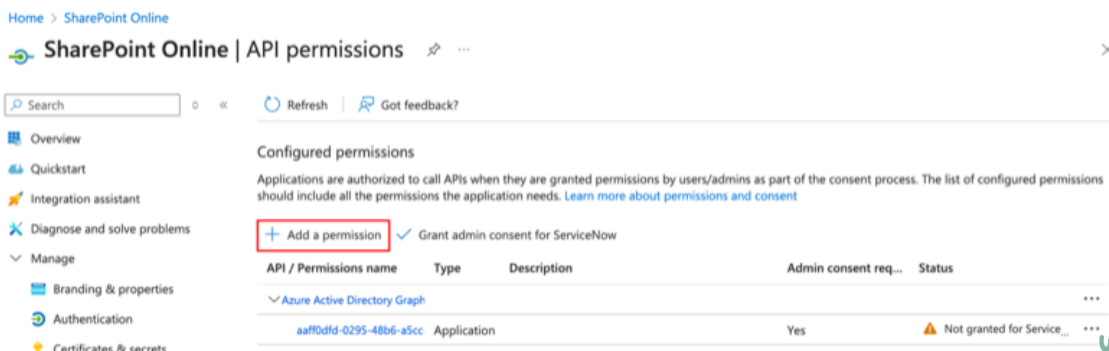 Home > SharePoint Online
SharePoint Online | API permissions
Search
Refresh
Got feedback?
Overview
Quickstart
Integration assistant
Diagnose and solve problems
Manage
Branding & properties
Authentication
Certificates & secrets
Configured permissions
Applications are authorized to call APIs when they are granted permissions by users/admins as part of the consent process. The list of configured permissions
should include all the permissions the application needs. Learn more about permissions and consent
Add a permission
Grant admin consent for ServiceNow
API / Permissions name Type Description Admin consent req... Status
Azure Active Directory Graph
aaff0dfd-0295-48b6-a5cc Application Yes Not granted for Service...